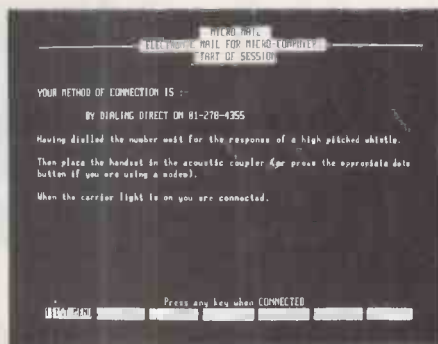 MICRO MAIL
ELECTRONIC MAIL FOR MICRO-COMPUTERS
START OF SESSION
YOUR METHOD OF CONNECTION IS :-
BY DIALING DIRECT ON 01-278-4355
Having dialled the number wait for the response of a high pitched whistle.
Then place the handset in the acoustic coupler (or press the appropriate data
button if you are using a modem).
When the carrier light is on you are connected.
Press any key when CONNECTED
MENU